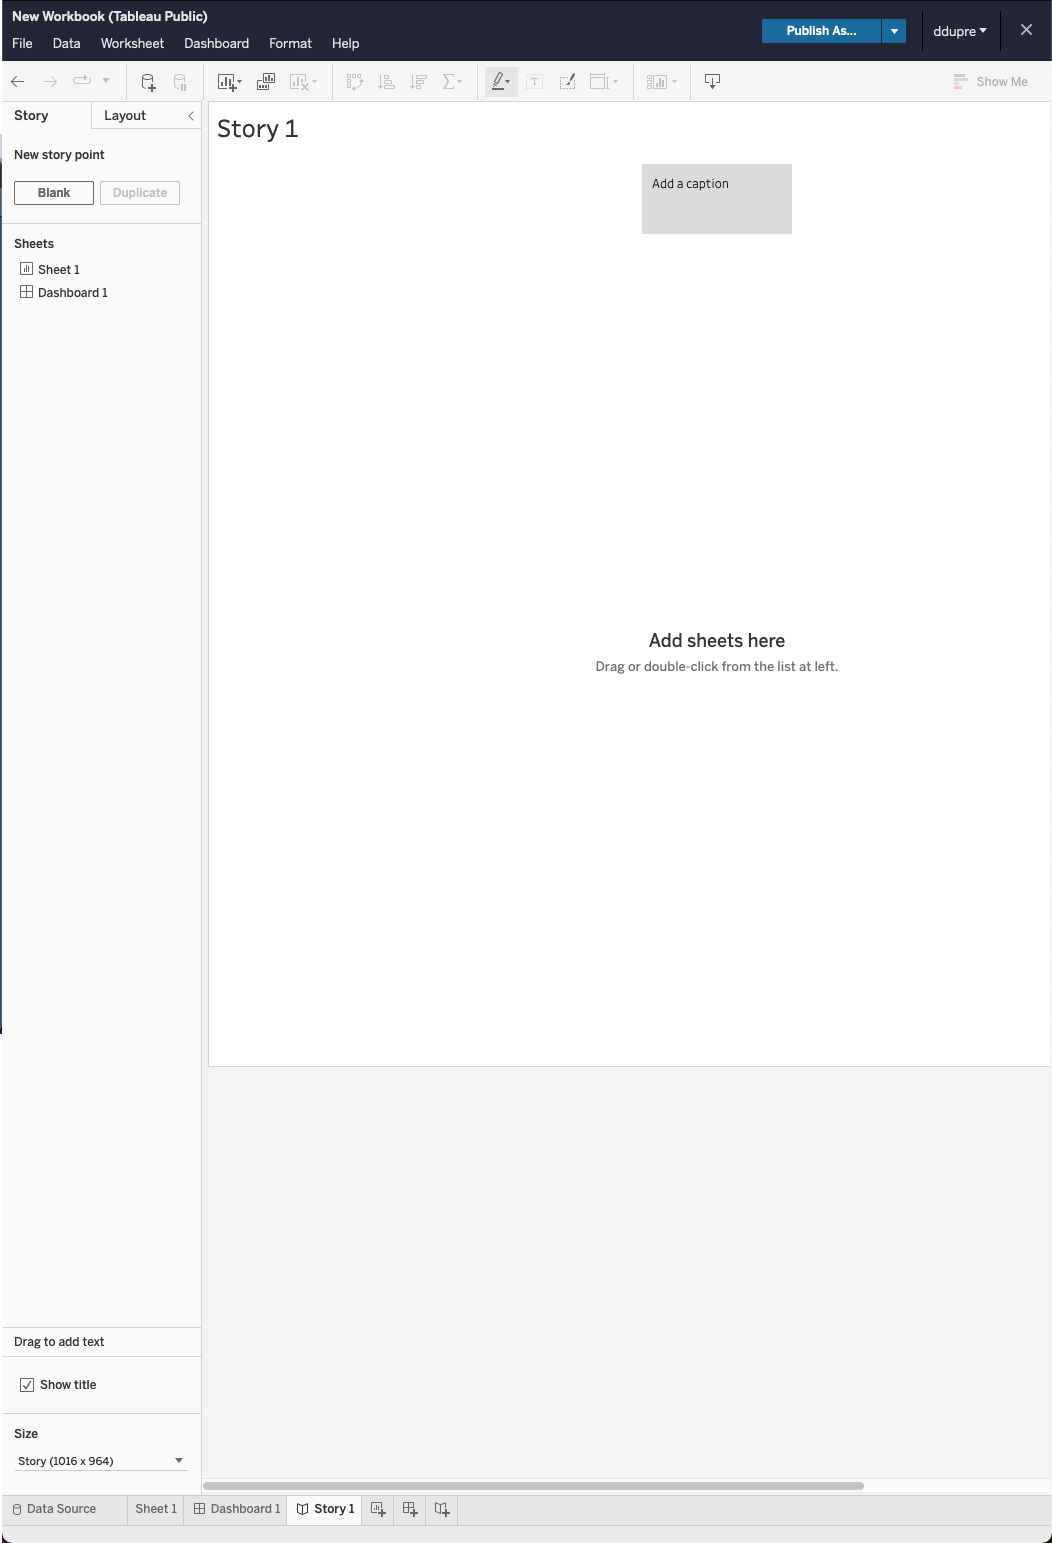 New Workbook (Tableau Public)
File Data Worksheet Dashboard Format Help
Publish As...
ddupre
Show Me
Story Layout
New story point
Blank Duplicate
Sheets
Sheet 1
Dashboard 1
Story 1
Add a caption
Add sheets here
Drag or double-click from the list at left.
Drag to add text
Show title
Size
Story (1016 x 964)
Data Source Sheet 1 Dashboard 1 Story 1